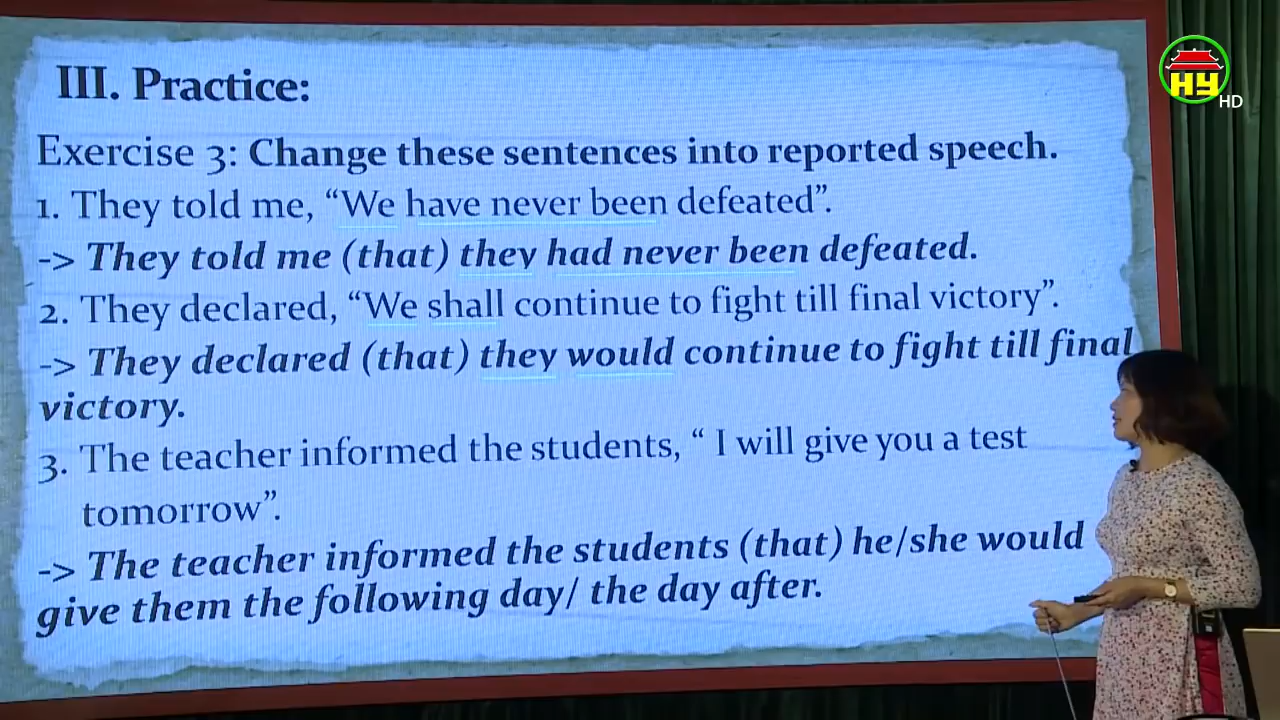 III. Practice:
Exercise 3: Change these sentences into reported speech.
1. They told me, “We have never been defeated”.
-> They told me (that) they had never been defeated.
2. They declared, “We shall continue to fight till final victory”.
-> They declared (that) they would continue to fight till final
victory.
3. The teacher informed the students, “ I will give you a test
tomorrow”.
-> The teacher informed the students (that) he/she would
give them the following day/ the day after.
HY
HD